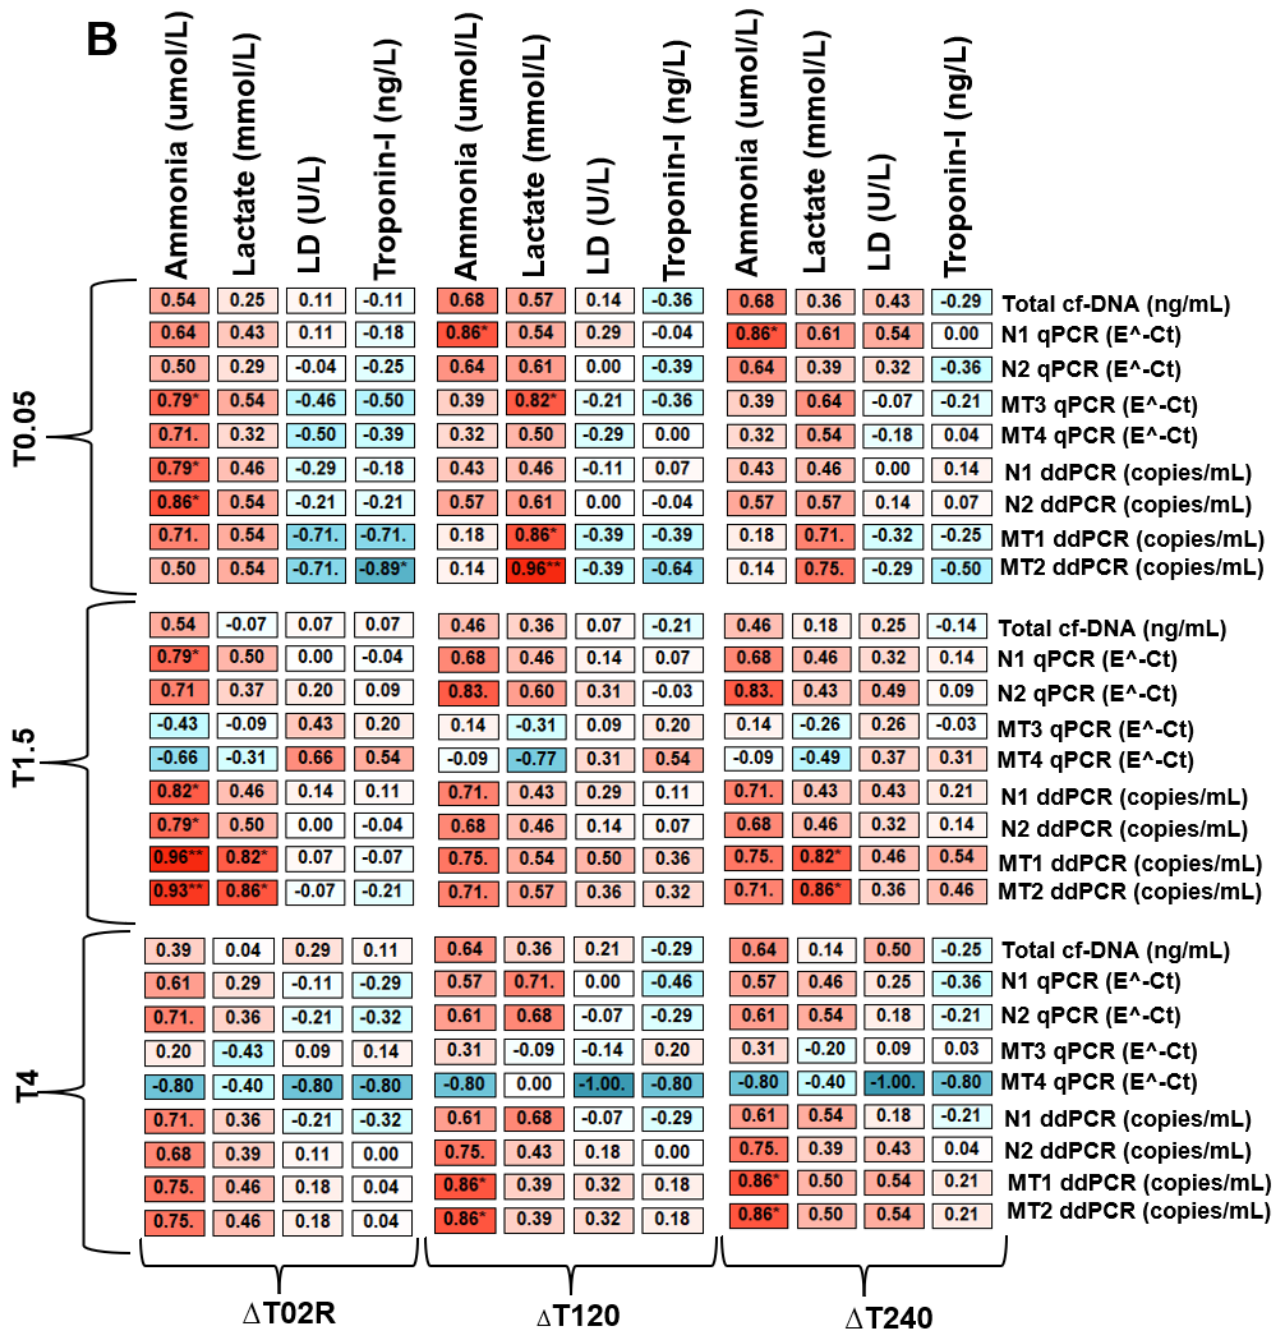 B
Ammonia (umol/L) Lactate (mmol/L) LD (U/L) Troponin-I (ng/L) Ammonia (umol/L) Lactate (mmol/L) LD (U/L) Troponin-I (ng/L) Ammonia (umol/L) Lactate (mmol/L) LD (U/L) Troponin-I (ng/L)
T0.05
0.54 0.25 0.11 -0.11 0.68 0.57 0.14 -0.36 0.68 0.36 0.43 -0.29 Total cf-DNA (ng/mL)
0.64 0.43 0.11 -0.18 0.86* 0.54 0.29 -0.04 0.86* 0.61 0.54 0.00 N1 qPCR (E^-Ct)
0.50 0.29 -0.04 -0.25 0.64 0.61 0.00 -0.39 0.64 0.39 0.32 -0.36 N2 qPCR (E^-Ct)
0.79* 0.54 -0.46 -0.50 0.39 0.82* -0.21 -0.36 0.39 0.64 -0.07 -0.21 MT3 qPCR (E^-Ct)
0.71. 0.32 -0.50 -0.39 0.32 0.50 -0.29 0.00 0.32 0.54 -0.18 0.04 MT4 qPCR (E^-Ct)
0.79* 0.46 -0.29 -0.18 0.43 0.46 -0.11 0.07 0.43 0.46 0.00 0.14 N1 ddPCR (copies/mL)
0.86* 0.54 -0.21 -0.21 0.57 0.61 0.00 -0.04 0.57 0.57 0.14 0.07 N2 ddPCR (copies/mL)
0.71. 0.54 -0.71. -0.71. 0.18 0.86* -0.39 -0.39 0.18 0.71. -0.32 -0.25 MT1 ddPCR (copies/mL)
0.50 0.54 -0.71. -0.89* 0.14 0.96** -0.39 -0.64 0.14 0.75. -0.29 -0.50 MT2 ddPCR (copies/mL)
T1.5
0.54 -0.07 0.07 0.07 0.46 0.36 0.07 -0.21 0.46 0.18 0.25 -0.14 Total cf-DNA (ng/mL)
0.79* 0.50 0.00 -0.04 0.68 0.46 0.14 0.07 0.68 0.46 0.32 0.14 N1 qPCR (E^-Ct)
0.71 0.37 0.20 0.09 0.83. 0.60 0.31 -0.03 0.83. 0.43 0.49 0.09 N2 qPCR (E^-Ct)
-0.43 -0.09 0.43 0.20 0.14 -0.31 0.09 0.20 0.14 -0.26 0.26 -0.03 MT3 qPCR (E^-Ct)
-0.66 -0.31 0.66 0.54 -0.09 -0.77 0.31 0.54 -0.09 -0.49 0.37 0.31 MT4 qPCR (E^-Ct)
0.82* 0.46 0.14 0.11 0.71. 0.43 0.29 0.11 0.71. 0.43 0.43 0.21 N1 ddPCR (copies/mL)
0.79* 0.50 0.00 -0.04 0.68 0.46 0.14 0.07 0.68 0.46 0.32 0.14 N2 ddPCR (copies/mL)
0.96** 0.82* 0.07 -0.07 0.75. 0.54 0.50 0.36 0.75. 0.82* 0.46 0.54 MT1 ddPCR (copies/mL)
0.93** 0.86* -0.07 -0.21 0.71. 0.57 0.36 0.32 0.71. 0.86* 0.36 0.46 MT2 ddPCR (copies/mL)
T4
0.39 0.04 0.29 0.11 0.64 0.36 0.21 -0.29 0.64 0.14 0.50 -0.25 Total cf-DNA (ng/mL)
0.61 0.29 -0.11 -0.29 0.57 0.71. 0.00 -0.46 0.57 0.46 0.25 -0.36 N1 qPCR (E^-Ct)
0.71. 0.36 -0.21 -0.32 0.61 0.68 -0.07 -0.29 0.61 0.54 0.18 -0.21 N2 qPCR (E^-Ct)
0.20 -0.43 0.09 0.14 0.31 -0.09 -0.14 0.20 0.31 -0.20 0.09 0.03 MT3 qPCR (E^-Ct)
-0.80 -0.40 -0.80 -0.80 -0.80 0.00 -1.00. -0.80 -0.80 -0.40 -1.00. -0.80 MT4 qPCR (E^-Ct)
0.71. 0.36 -0.21 -0.32 0.61 0.68 -0.07 -0.29 0.61 0.54 0.18 -0.21 N1 ddPCR (copies/mL)
0.68 0.39 0.11 0.00 0.75. 0.43 0.18 0.00 0.75. 0.39 0.43 0.04 N2 ddPCR (copies/mL)
0.75. 0.46 0.18 0.04 0.86* 0.39 0.32 0.18 0.86* 0.50 0.54 0.21 MT1 ddPCR (copies/mL)
0.75. 0.46 0.18 0.04 0.86* 0.39 0.32 0.18 0.86* 0.50 0.54 0.21 MT2 ddPCR (copies/mL)
ΔT02R ΔT120 ΔT240